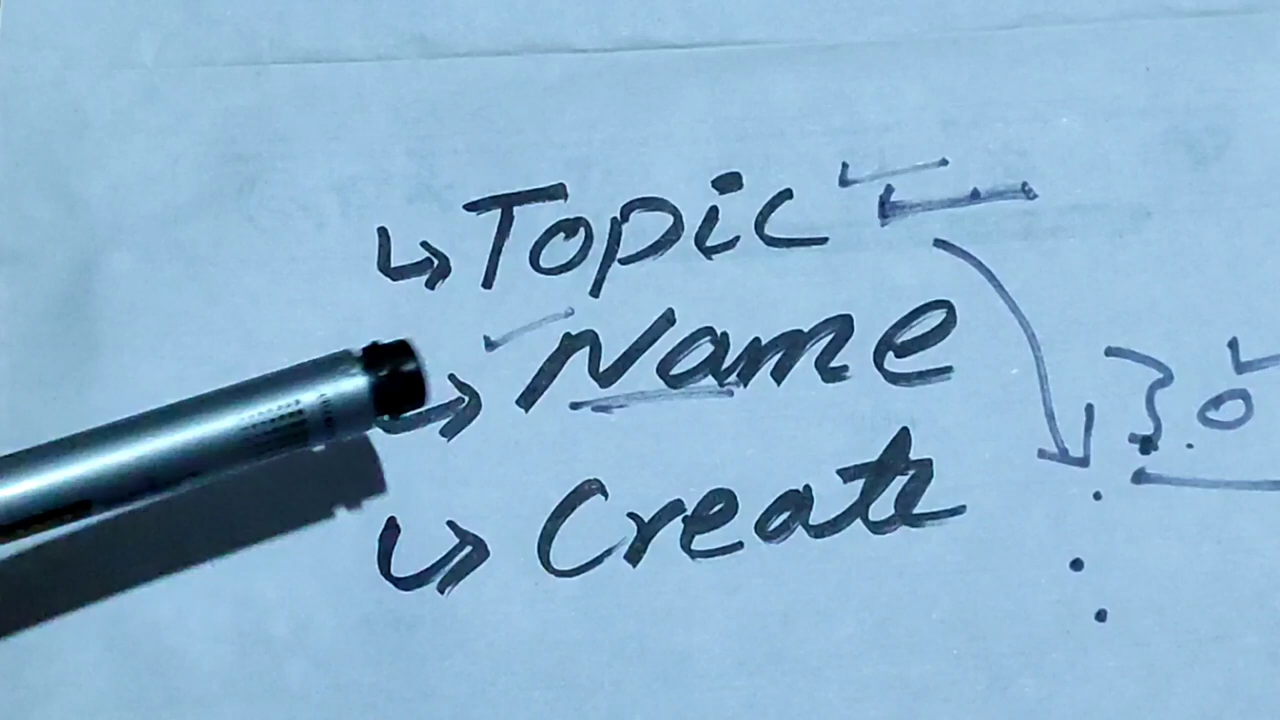 ↳ Topic
→ Name
↳ Create